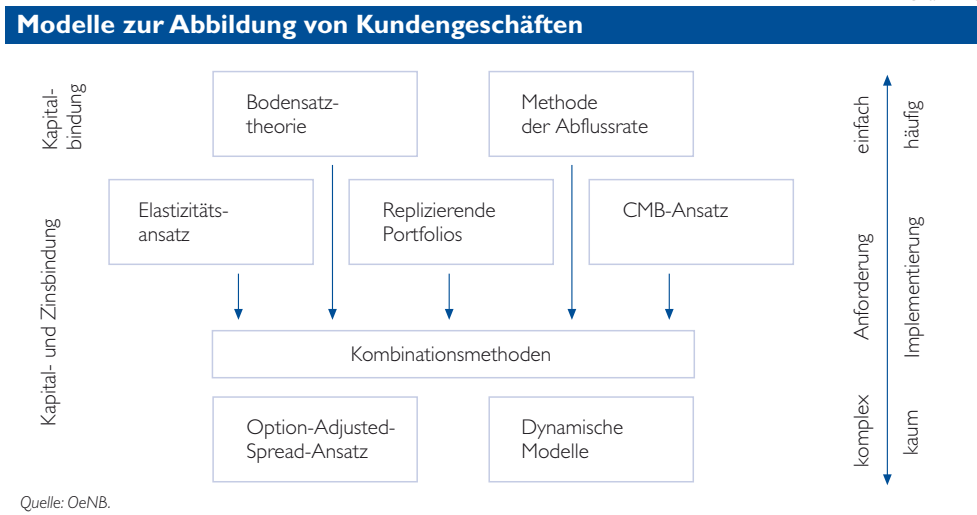 Modelle zur Abbildung von Kundengeschäften
Kapital-
bindung
Bodensatz-
theorie
Methode
der Abflussrate
einfach
häufig
Kapital- und Zinsbindung
Elastizitäts-
ansatz
Replizierende
Portfolios
CMB-Ansatz
Anforderung
Implementierung
Kombinationsmethoden
Option-Adjusted-
Spread-Ansatz
Dynamische
Modelle
komplex
kaum
Quelle: OeNB.